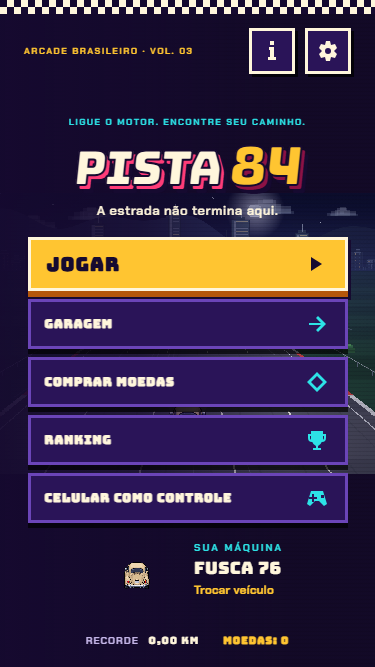 ARCADE BRASILEIRO · VOL. 03
LIGUE O MOTOR. ENCONTRE SEU CAMINHO.
PISTA 84
A estrada não termina aqui.
JOGAR
GARAGEM
COMPRAR MOEDAS
RANKING
CELULAR COMO CONTROLE
SUA MÁQUINA
FUSCA 76
Trocar veículo
RECORDE 0,00 KM MOEDAS: 0